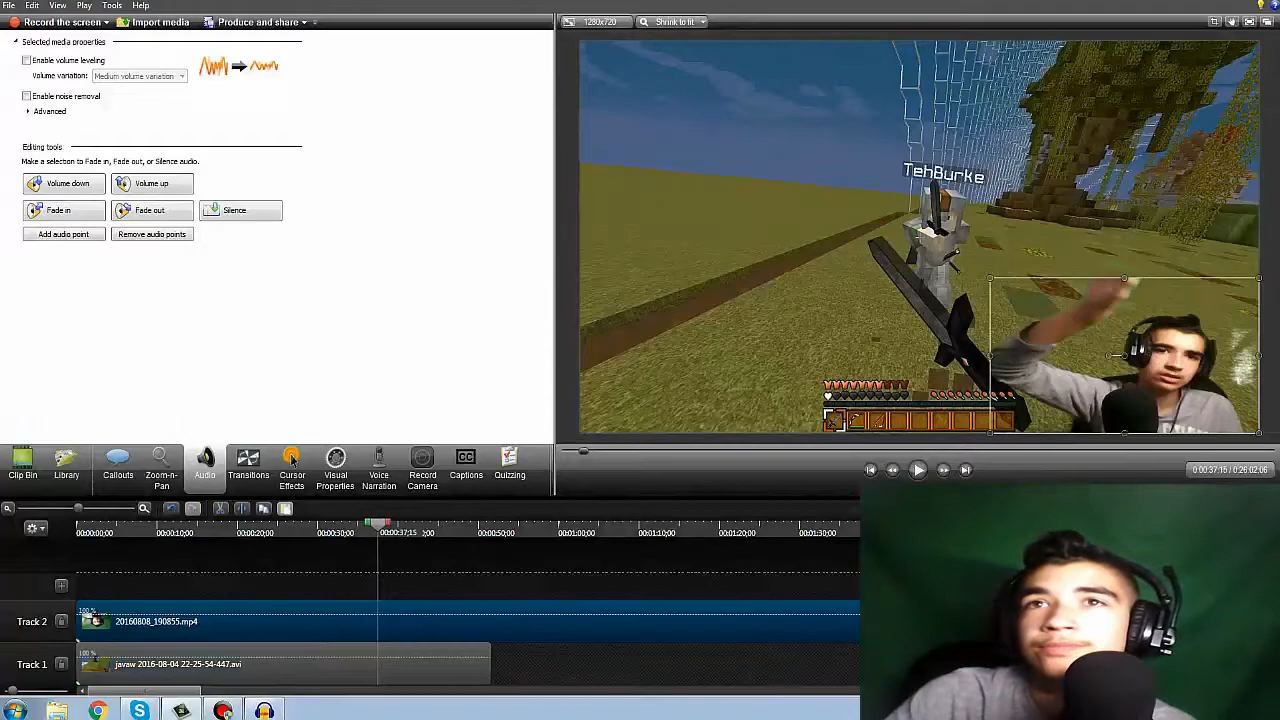 File Edit View Play Tools Help
Record the screen Import media Produce and share 1280x720 Shrink to fit
Selected media properties
Enable volume leveling
Volume variation: Medium volume variation
Enable noise removal
Advanced
Editing tools
Make a selection to Fade in, Fade out, or Silence audio.
Volume down Volume up
Fade in Fade out Silence
Add audio point Remove audio points
TehBurke
Clip Bin Library Callouts Zoom-n-Pan Audio Transitions Cursor Effects Visual Properties Voice Narration Record Camera Captions Quizzing
0:00:37;15 / 0:26:02;06
00:00:00;00 00:00:10;00 00:00:20;00 00:00:30;00 00:00:37;15 00:00:50;00 00:01:00;00 00:01:10;00 00:01:20;00 00:01:30;00
100 %
Track 2 20160808_190855.mp4
100 %
Track 1 javaw 2016-08-04 22-25-54-447.avi